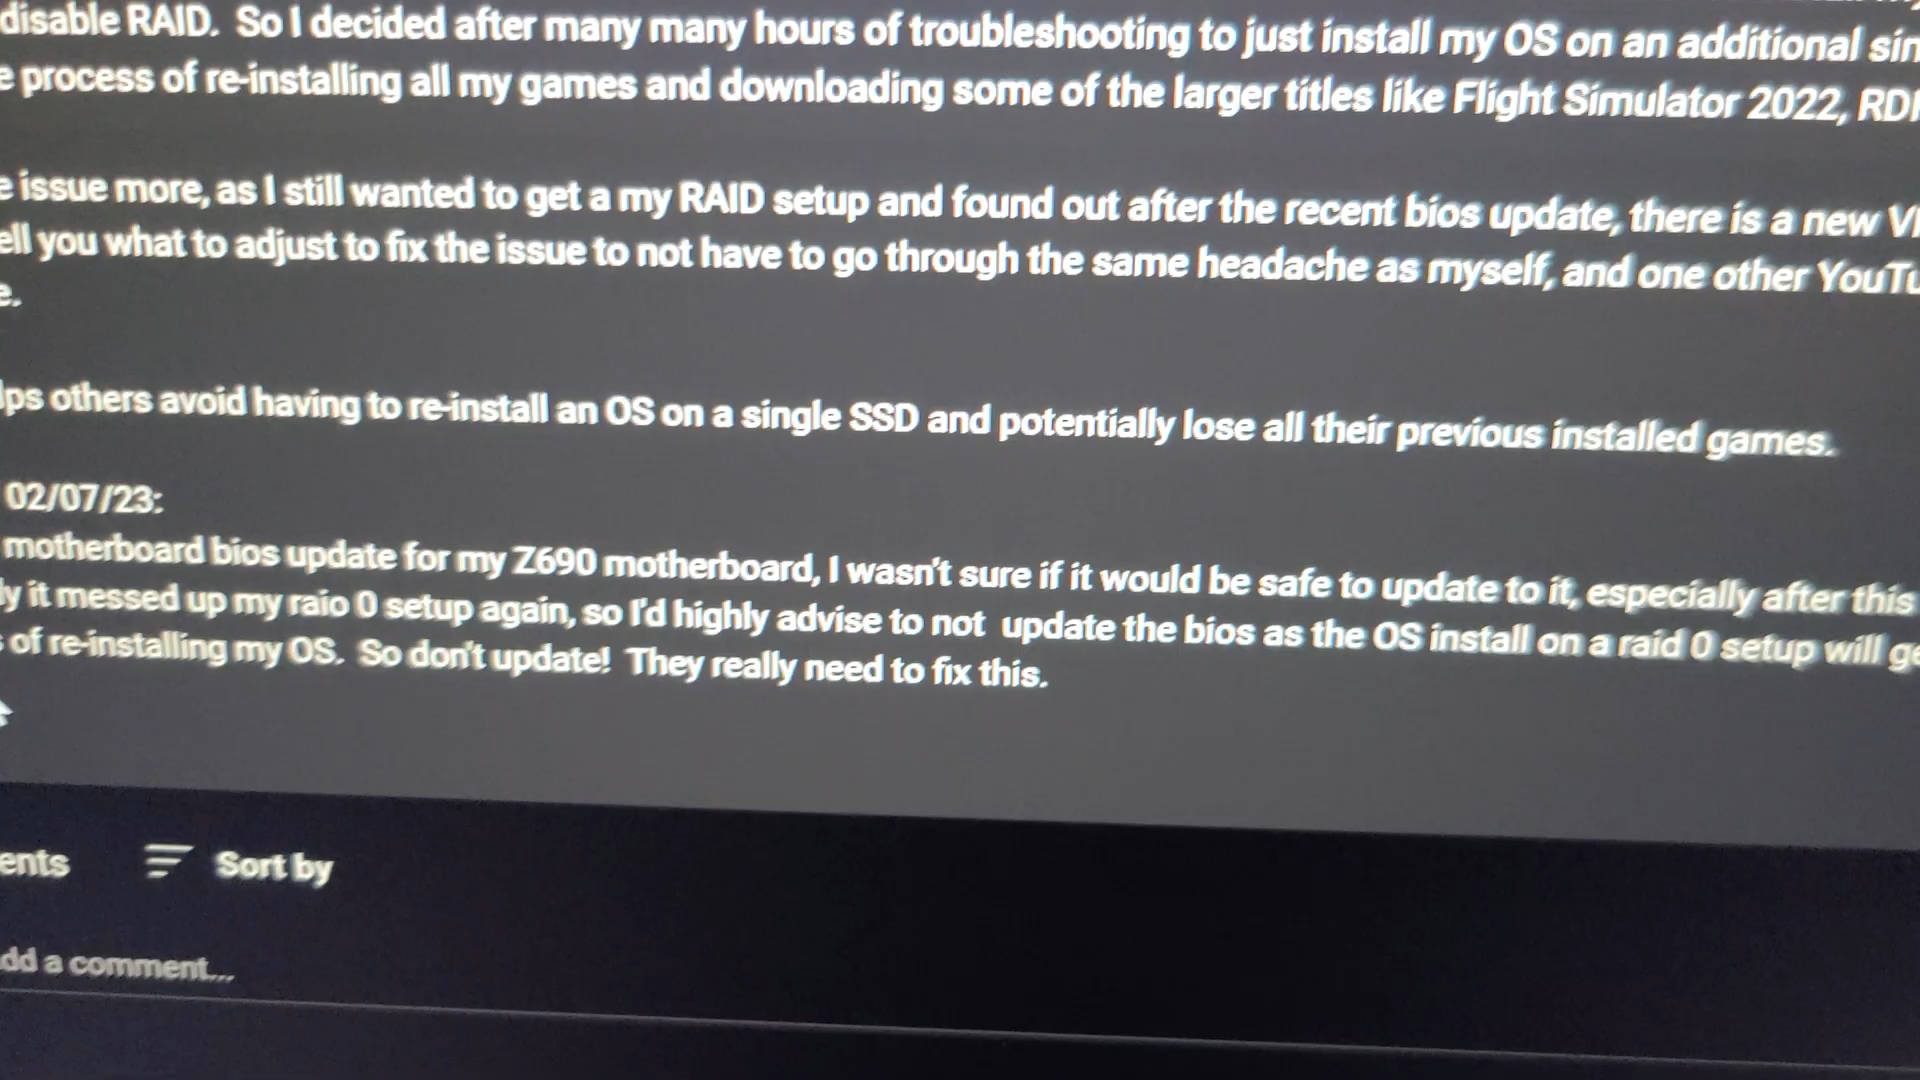 disable RAID. So I decided after many many hours of troubleshooting to just install my OS on an additional
process of re-installing all my games and downloading some of the larger titles like Flight Simulator 2022,
issue more, as I still wanted to get a my RAID setup and found out after the recent bios update, there is a new
you what to adjust to fix the issue to not have to go through the same headache as myself, and one other
others avoid having to re-install an OS on a single SSD and potentially lose all their previous installed games.
02/07/23:
motherboard bios update for my Z690 motherboard, I wasn't sure if it would be safe to update to it, especially after this
it messed up my raio 0 setup again, so I'd highly advise to not update the bios as the OS install on a raid 0 setup will
of re-installing my OS. So don't update! They really need to fix this.
Sort by
a comment...